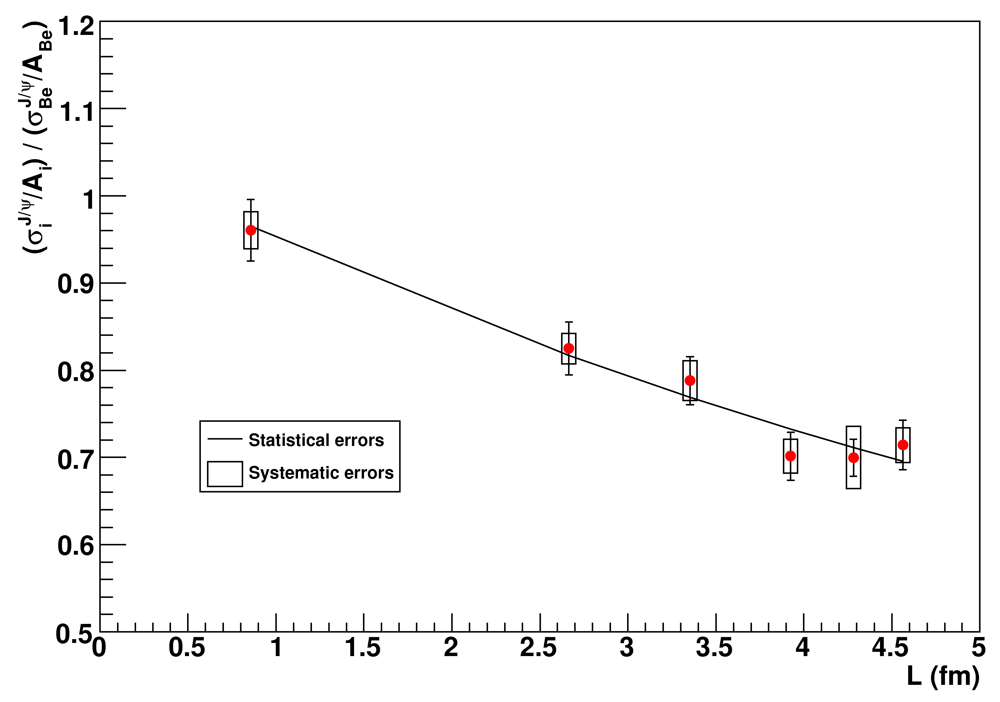 (σ_i^J/ψ/A_i) / (σ_Be^J/ψ/A_Be)
1.2
1.1
1
0.9
0.8
0.7
0.6
0.5
Statistical errors
Systematic errors
0 0.5 1 1.5 2 2.5 3 3.5 4 4.5 5
L (fm)